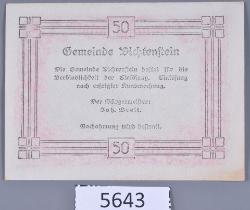 50
Gemeinde Vichtenstein
Die Gemeinde Vichtenstein haftet für die
Verbindlichkeit der Einlösung. Einlösung
nach erfolgter Kundmachung.
Der Bürgermeister:
Joh.
Nachahmung wird bestraft.
50
5643